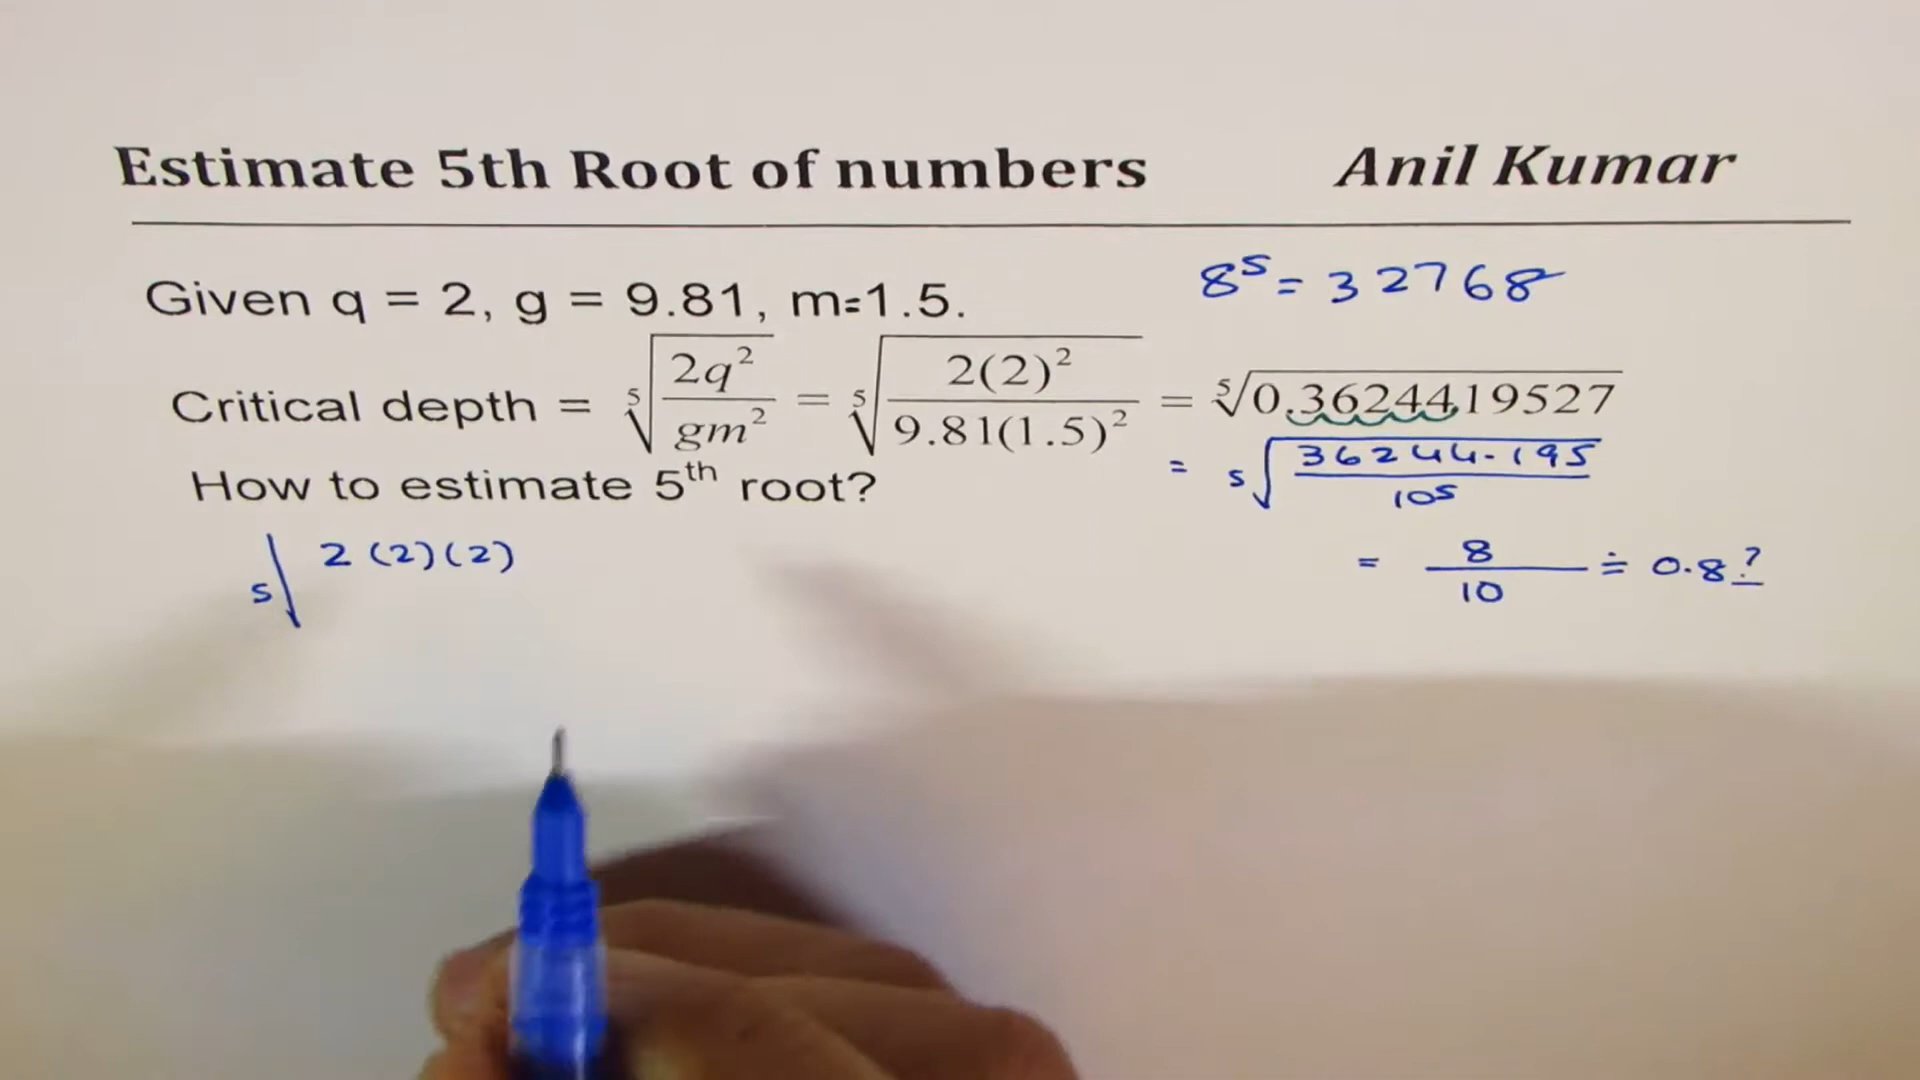 Estimate 5th Root of numbers Anil Kumar
Given q = 2, g = 9.81, m=1.5.
8⁵ = 32768
Critical depth = ⁵√(2q²/gm²) = ⁵√(2(2)²/9.81(1.5)²) = ⁵√0.3624419527
= ⁵√(36244.195/10⁵)
How to estimate 5th root?
= 8/10 ≐ 0.8?
⁵√ 2(2)(2)